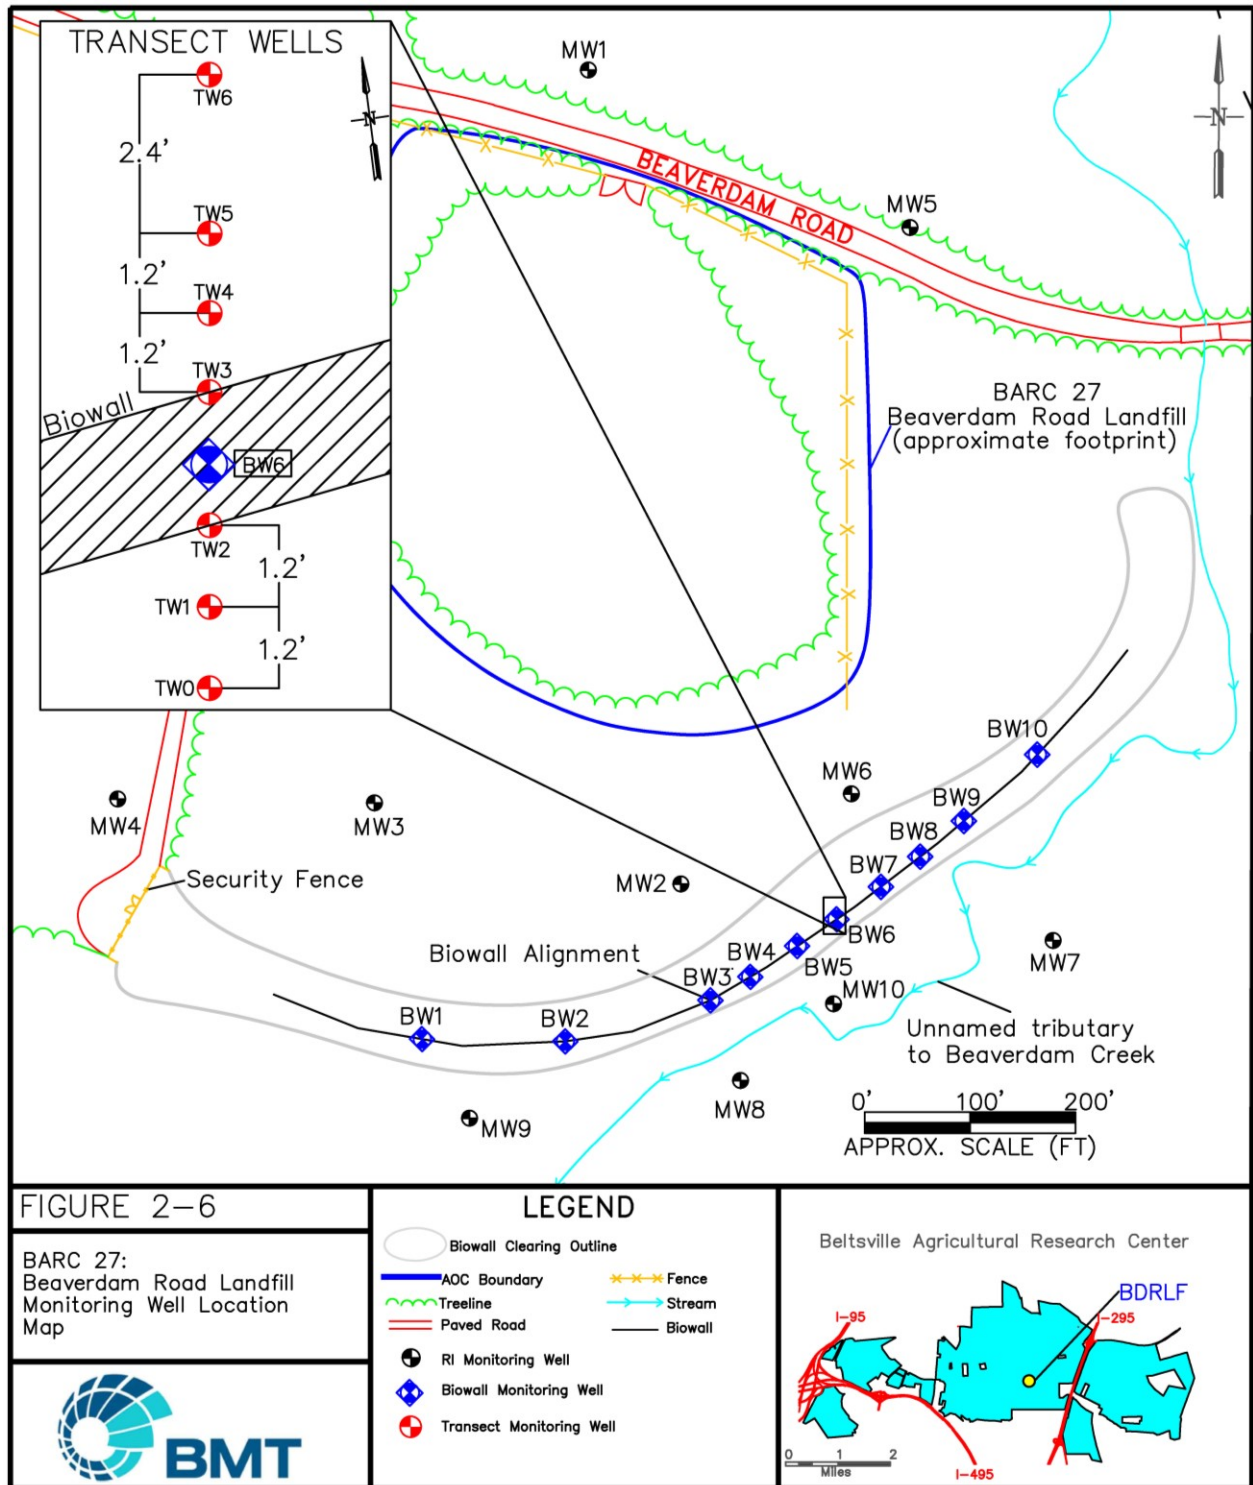 TRANSECT WELLS
N
TW6
2.4'
TW5
1.2'
TW4
1.2'
TW3
Biowall
BW6
TW2
1.2'
TW1
1.2'
TW0
MW1
N
BEAVERDAM ROAD
MW5
BARC 27
Beaverdam Road Landfill
(approximate footprint)
BW10
MW6
BW9
MW4
MW3
BW8
BW7
Security Fence
MW2
BW6
Biowall Alignment
BW4
BW5
MW7
BW3
MW10
BW1
BW2
Unnamed tributary
to Beaverdam Creek
MW8
0' 100' 200'
MW9
APPROX. SCALE (FT)
FIGURE 2-6
BARC 27:
Beaverdam Road Landfill
Monitoring Well Location
Map
BMT
LEGEND
Biowall Clearing Outline
AOC Boundary
Fence
Treeline
Stream
Paved Road
Biowall
RI Monitoring Well
Biowall Monitoring Well
Transect Monitoring Well
Beltsville Agricultural Research Center
BDRLF
I-95
I-295
0 1 2
Miles
I-495